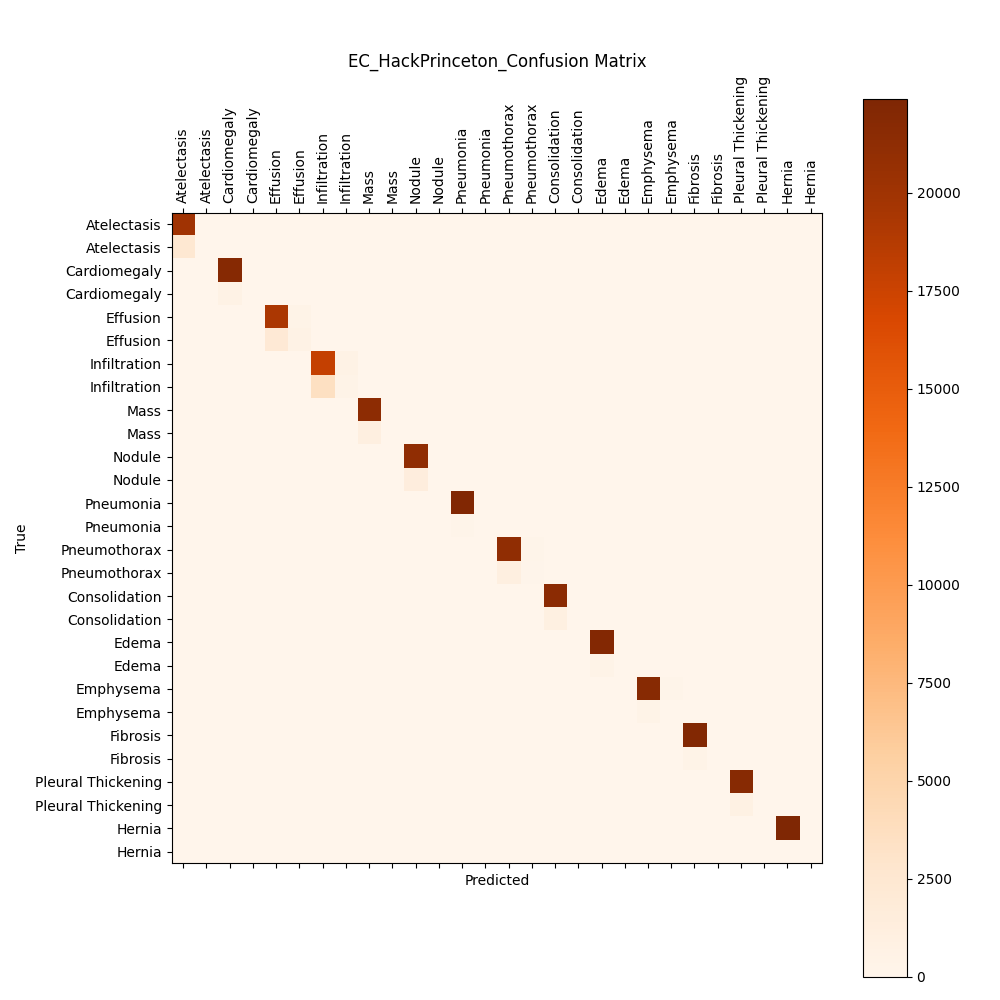 EC_HackPrinceton_Confusion Matrix
Atelectasis
Atelectasis
Cardiomegaly
Cardiomegaly
Effusion
Effusion
Infiltration
Infiltration
Mass
Mass
Nodule
Nodule
Pneumonia
Pneumonia
Pneumothorax
Pneumothorax
Consolidation
Consolidation
Edema
Edema
Emphysema
Emphysema
Fibrosis
Fibrosis
Pleural Thickening
Pleural Thickening
Hernia
Hernia
True
Atelectasis
Atelectasis
Cardiomegaly
Cardiomegaly
Effusion
Effusion
Infiltration
Infiltration
Mass
Mass
Nodule
Nodule
Pneumonia
Pneumonia
Pneumothorax
Pneumothorax
Consolidation
Consolidation
Edema
Edema
Emphysema
Emphysema
Fibrosis
Fibrosis
Pleural Thickening
Pleural Thickening
Hernia
Hernia
Predicted
20000
17500
15000
12500
10000
7500
5000
2500
0